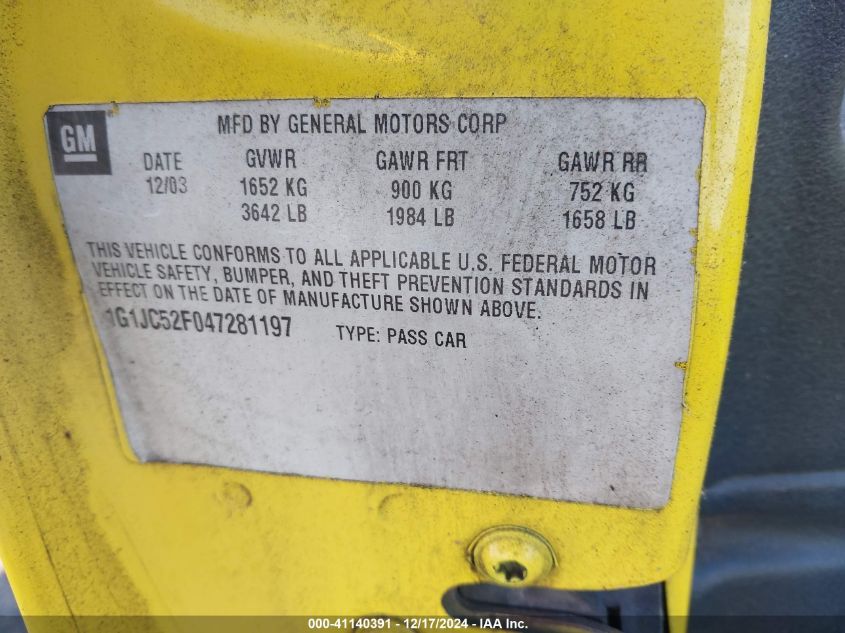 GM
MFD BY GENERAL MOTORS CORP
DATE GVWR GAWR FRT GAWR RR
12/03 1652 KG 900 KG 752 KG
3642 LB 1984 LB 1658 LB
THIS VEHICLE CONFORMS TO ALL APPLICABLE U.S. FEDERAL MOTOR
VEHICLE SAFETY, BUMPER, AND THEFT PREVENTION STANDARDS IN
EFFECT ON THE DATE OF MANUFACTURE SHOWN ABOVE.
1G1JC52F047281197 TYPE: PASS CAR
000-41140391 - 12/17/2024 - IAA Inc.